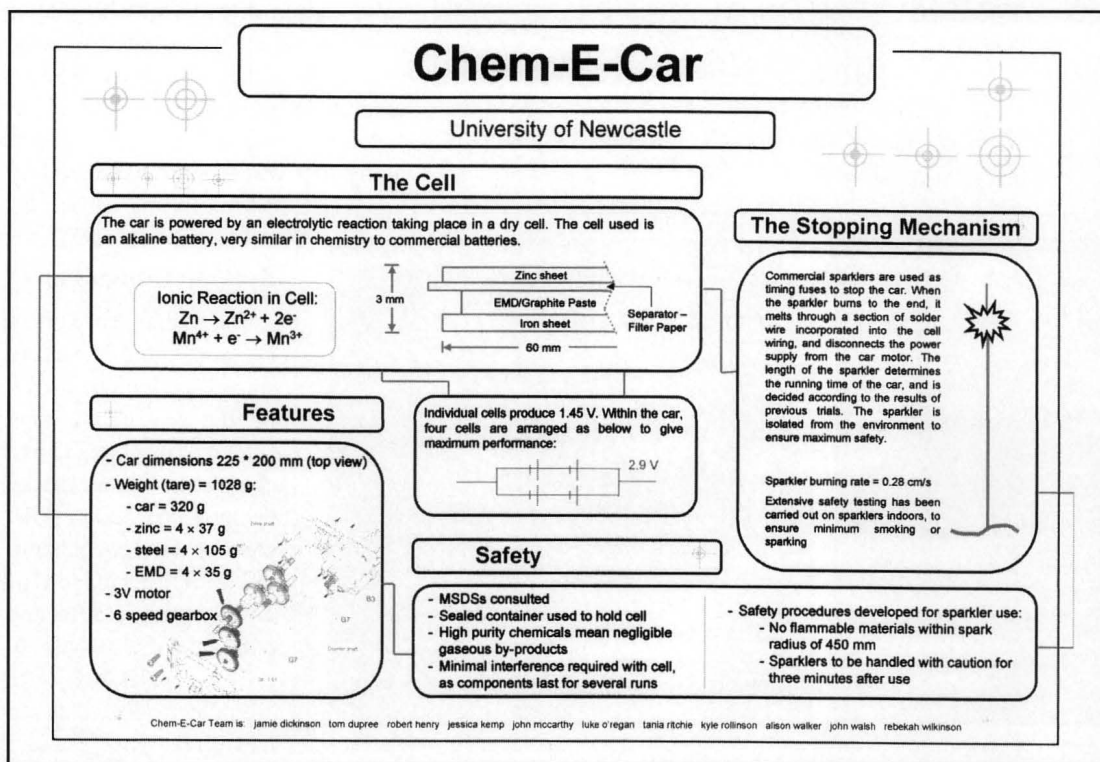 Chem-E-Car
University of Newcastle
The Cell
The car is powered by an electrolytic reaction taking place in a dry cell. The cell used is
an alkaline battery, very similar in chemistry to commercial batteries.
Ionic Reaction in Cell:
Zn → Zn²⁺ + 2e⁻
Mn⁴⁺ + e⁻ → Mn³⁺
3 mm
Zinc sheet
EMD/Graphite Paste
Iron sheet
60 mm
Separator –
Filter Paper
Individual cells produce 1.45 V. Within the car,
four cells are arranged as below to give
maximum performance:
2.9 V
The Stopping Mechanism
Commercial sparklers are used as
timing fuses to stop the car. When
the sparkler burns to the end, it
melts through a section of solder
wire incorporated into the cell
wiring, and disconnects the power
supply from the car motor. The
length of the sparkler determines
the running time of the car, and is
decided according to the results of
previous trials. The sparkler is
isolated from the environment to
ensure maximum safety.
Sparkler burning rate = 0.28 cm/s
Extensive safety testing has been
carried out on sparklers indoors, to
ensure minimum smoking or
sparking
Features
- Car dimensions 225 * 200 mm (top view)
- Weight (tare) = 1028 g:
- car = 320 g
- zinc = 4 × 37 g
- steel = 4 × 105 g
- EMD = 4 × 35 g
- 3V motor
- 6 speed gearbox
G7
G7
Safety
- MSDSs consulted
- Sealed container used to hold cell
- High purity chemicals mean negligible
gaseous by-products
- Minimal interference required with cell,
as components last for several runs
- Safety procedures developed for sparkler use:
- No flammable materials within spark
radius of 450 mm
- Sparklers to be handled with caution for
three minutes after use
Chem-E-Car Team is: jamie dickinson tom dupree robert henry jessica kemp john mccarthy luke o'regan tania ritchie kyle rollinson alison walker john walsh rebekah wilkinson